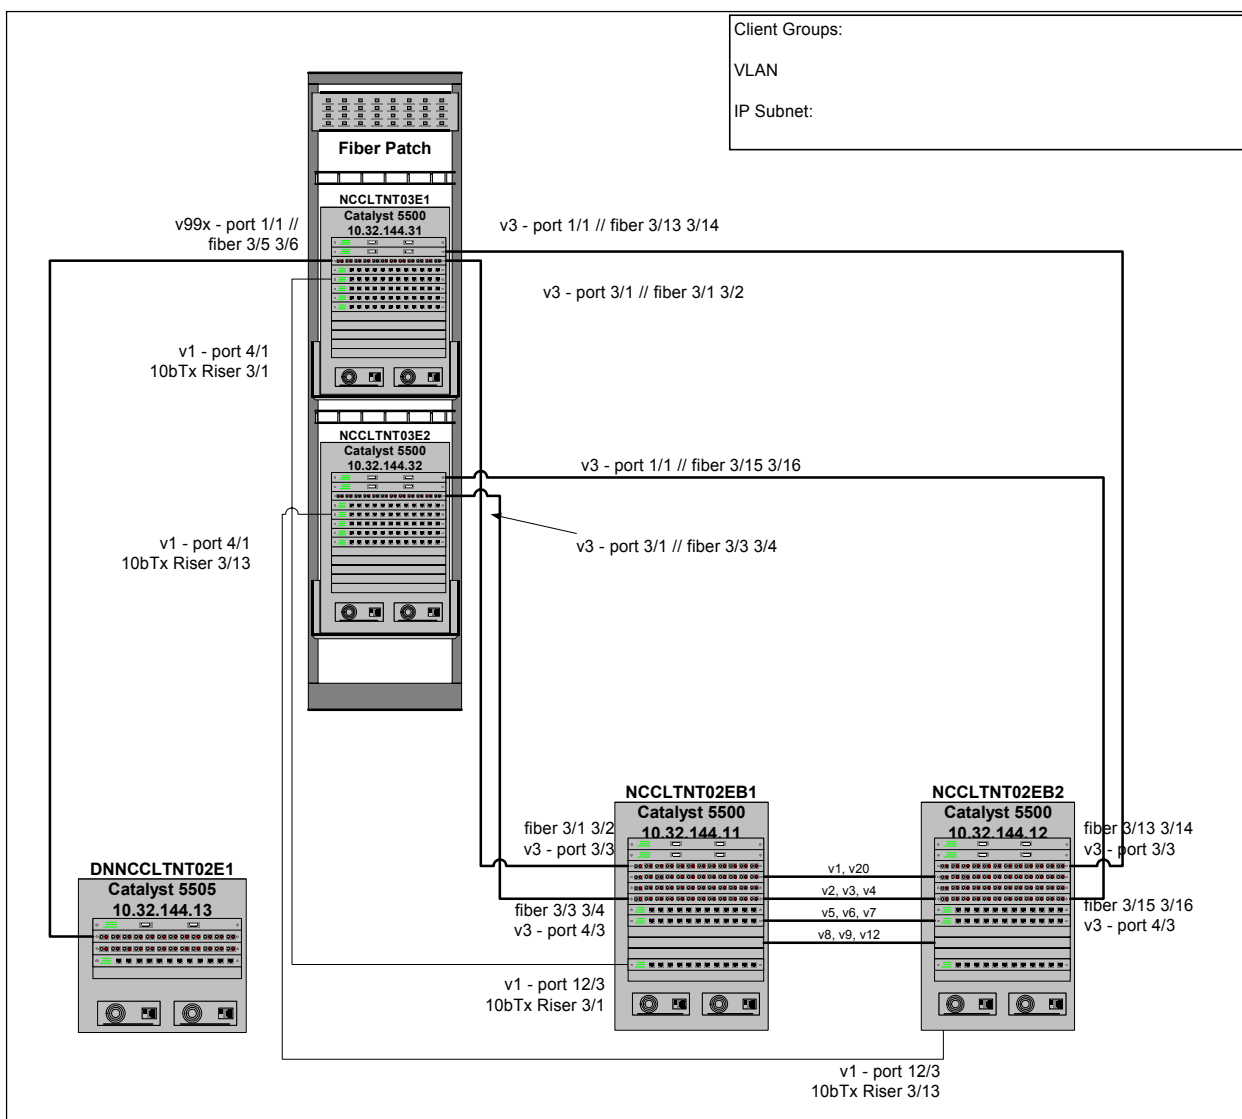 Client Groups:
VLAN
IP Subnet:
Fiber Patch
NCCLTNT03E1
Catalyst 5500
10.32.144.31
v99x - port 1/1 //
fiber 3/5 3/6
v3 - port 1/1 // fiber 3/13 3/14
v3 - port 3/1 // fiber 3/1 3/2
v1 - port 4/1
10bTx Riser 3/1
NCCLTNT03E2
Catalyst 5500
10.32.144.32
v3 - port 1/1 // fiber 3/15 3/16
v1 - port 4/1
10bTx Riser 3/13
v3 - port 3/1 // fiber 3/3 3/4
NCCLTNT02EB1
Catalyst 5500
10.32.144.11
NCCLTNT02EB2
Catalyst 5500
10.32.144.12
fiber 3/1 3/2
v3 - port 3/3
fiber 3/13 3/14
v3 - port 3/3
v1, v20
v2, v3, v4
v5, v6, v7
v8, v9, v12
fiber 3/3 3/4
v3 - port 4/3
fiber 3/15 3/16
v3 - port 4/3
DNNCCLTNT02E1
Catalyst 5505
10.32.144.13
v1 - port 12/3
10bTx Riser 3/1
v1 - port 12/3
10bTx Riser 3/13